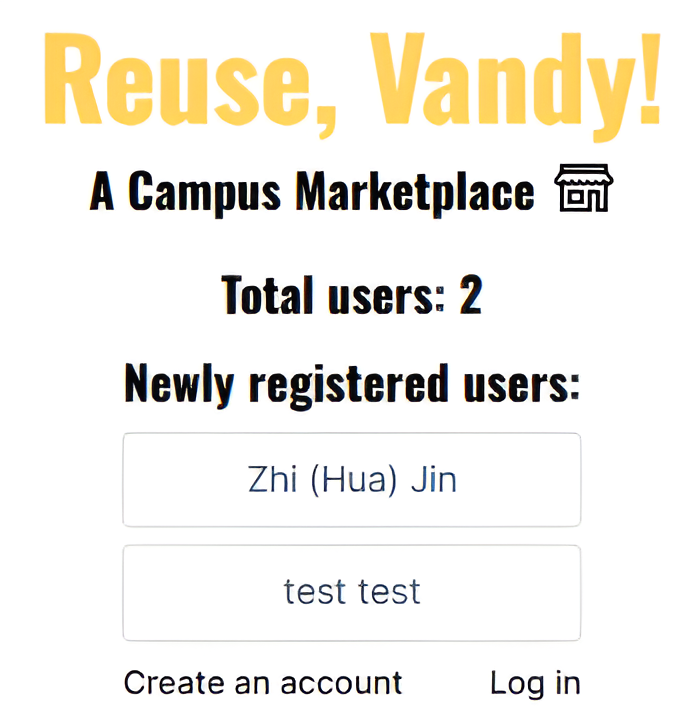 Reuse, Vandy!
A Campus Marketplace
Total users: 2
Newly registered users:
Zhi (Hua) Jin
test test
Create an account Log in